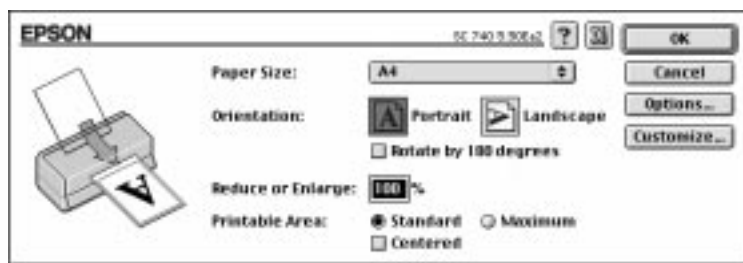 EPSON
OK
Paper Size: A4
Cancel
Orientation: Portrait Landscape
Options...
Rotate by 180 degrees
Customize...
Reduce or Enlarge: 100 %
Printable Area: Standard Maximum
Centered